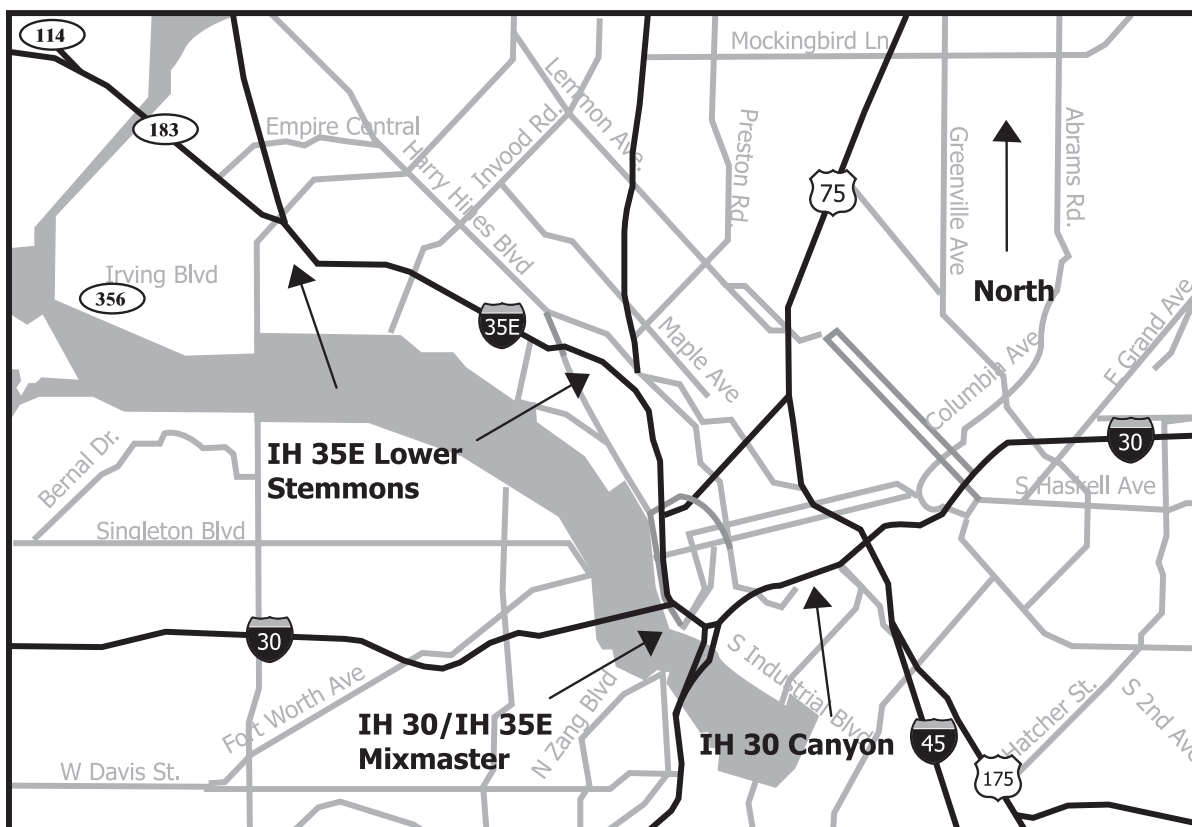 114
Mockingbird Ln
183
Empire Central
Lemmon Ave.
Invood Rd.
Harry Hines Blvd
Preston Rd.
75
Greenville Ave
Abrams Rd.
Irving Blvd
356
North
35E
Maple Ave
Columbia Ave
E Grand Ave
30
IH 35E Lower
Stemmons
Bernal Dr.
S Haskell Ave
Singleton Blvd
30
S Industrial Blvd
Fort Worth Ave
N Zang Blvd
IH 30/IH 35E
Mixmaster
IH 30 Canyon
45
Hatcher St.
S 2nd Ave
W Davis St.
175